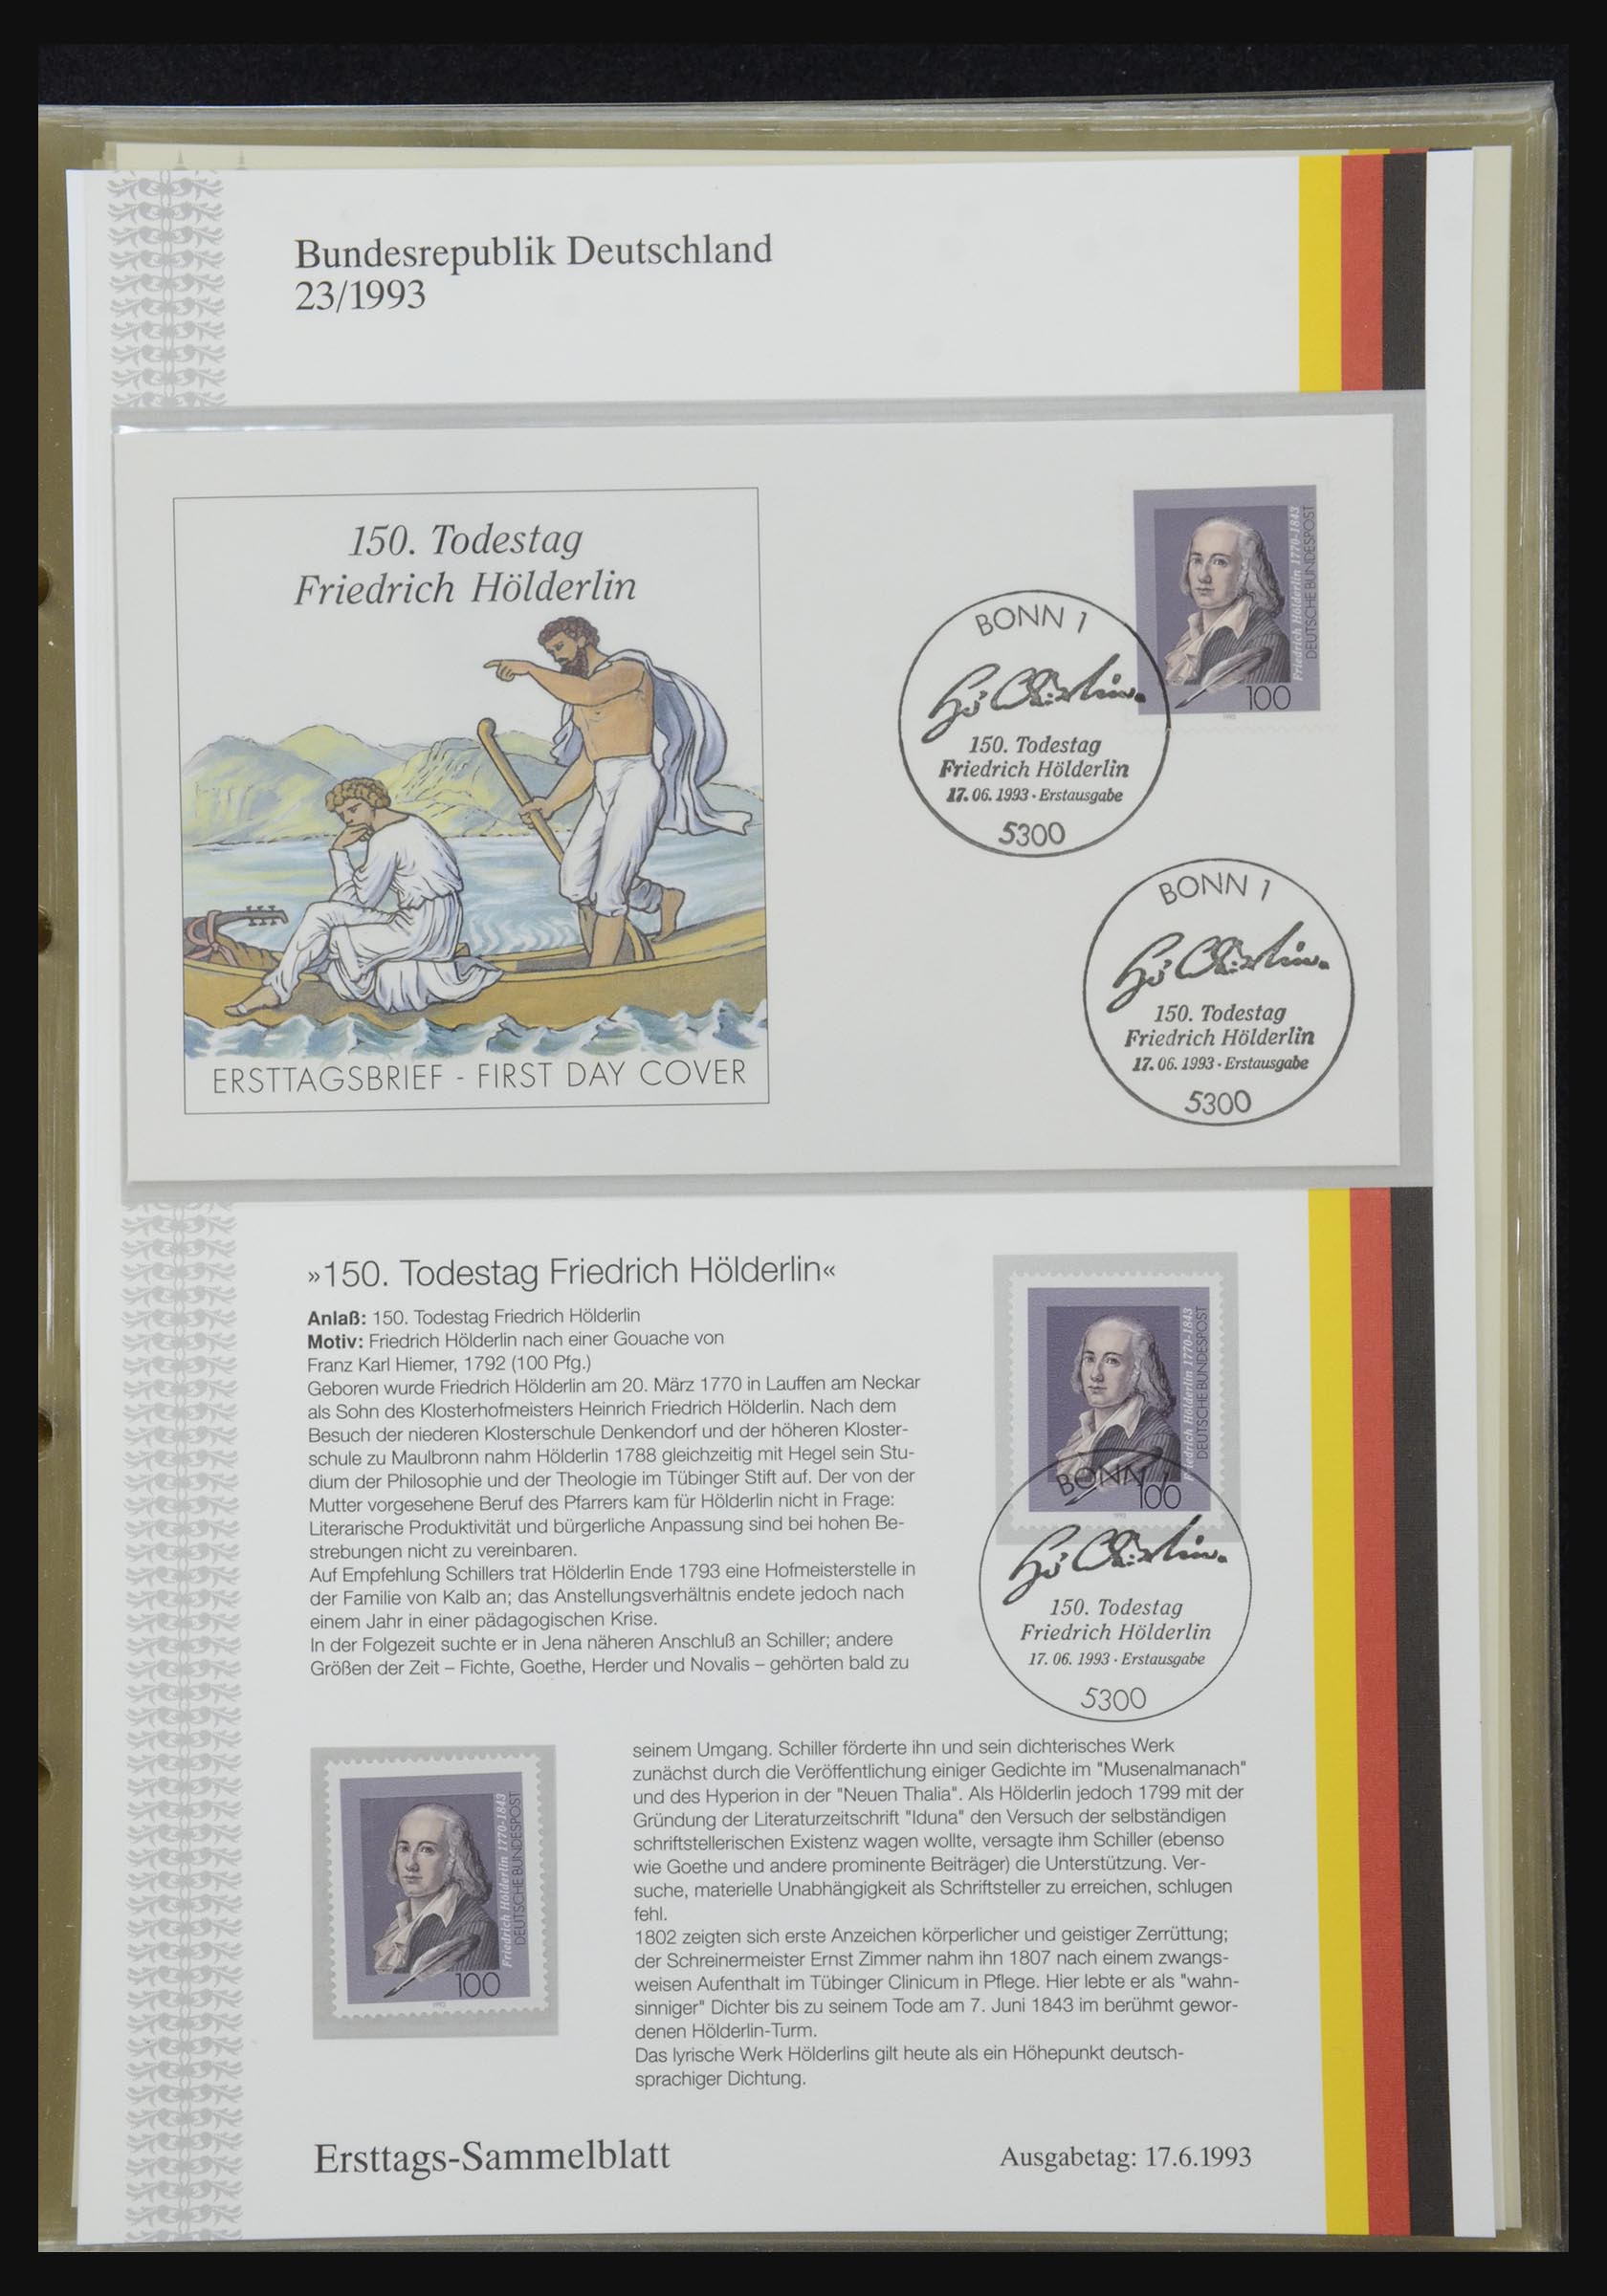 Bundesrepublik Deutschland
23/1993
150. Todestag
Friedrich Hölderlin
ERSTTAGSBRIEF - FIRST DAY COVER
Friedrich Hölderlin 1770-1843
DEUTSCHE BUNDESPOST
100
1993
BONN 1
Hölderlin.
150. Todestag
Friedrich Hölderlin
17.06.1993 · Erstausgabe
5300
BONN 1
Hölderlin.
150. Todestag
Friedrich Hölderlin
17.06.1993 · Erstausgabe
5300
»150. Todestag Friedrich Hölderlin«
Anlaß: 150. Todestag Friedrich Hölderlin
Motiv: Friedrich Hölderlin nach einer Gouache von
Franz Karl Hiemer, 1792 (100 Pfg.)
Geboren wurde Friedrich Hölderlin am 20. März 1770 in Lauffen am Neckar
als Sohn des Klosterhofmeisters Heinrich Friedrich Hölderlin. Nach dem
Besuch der niederen Klosterschule Denkendorf und der höheren Kloster-
schule zu Maulbronn nahm Hölderlin 1788 gleichzeitig mit Hegel sein Stu-
dium der Philosophie und der Theologie im Tübinger Stift auf. Der von der
Mutter vorgesehene Beruf des Pfarrers kam für Hölderlin nicht in Frage:
Literarische Produktivität und bürgerliche Anpassung sind bei hohen Be-
strebungen nicht zu vereinbaren.
Auf Empfehlung Schillers trat Hölderlin Ende 1793 eine Hofmeisterstelle in
der Familie von Kalb an; das Anstellungsverhältnis endete jedoch nach
einem Jahr in einer pädagogischen Krise.
In der Folgezeit suchte er in Jena näheren Anschluß an Schiller; andere
Größen der Zeit – Fichte, Goethe, Herder und Novalis – gehörten bald zu
Friedrich Hölderlin 1770-1843
DEUTSCHE BUNDESPOST
100
1993
BONN 1
Hölderlin.
150. Todestag
Friedrich Hölderlin
17.06.1993 · Erstausgabe
5300
Friedrich Hölderlin 1770-1843
DEUTSCHE BUNDESPOST
100
1993
seinem Umgang. Schiller förderte ihn und sein dichterisches Werk
zunächst durch die Veröffentlichung einiger Gedichte im "Musenalmanach"
und des Hyperion in der "Neuen Thalia". Als Hölderlin jedoch 1799 mit der
Gründung der Literaturzeitschrift "Iduna" den Versuch der selbständigen
schriftstellerischen Existenz wagen wollte, versagte ihm Schiller (ebenso
wie Goethe und andere prominente Beiträger) die Unterstützung. Ver-
suche, materielle Unabhängigkeit als Schriftsteller zu erreichen, schlugen
fehl.
1802 zeigten sich erste Anzeichen körperlicher und geistiger Zerrüttung;
der Schreinermeister Ernst Zimmer nahm ihn 1807 nach einem zwangs-
weisen Aufenthalt im Tübinger Clinicum in Pflege. Hier lebte er als "wahn-
sinniger" Dichter bis zu seinem Tode am 7. Juni 1843 im berühmt gewor-
denen Hölderlin-Turm.
Das lyrische Werk Hölderlins gilt heute als ein Höhepunkt deutsch-
sprachiger Dichtung.
Ersttags-Sammelblatt
Ausgabetag: 17.6.1993